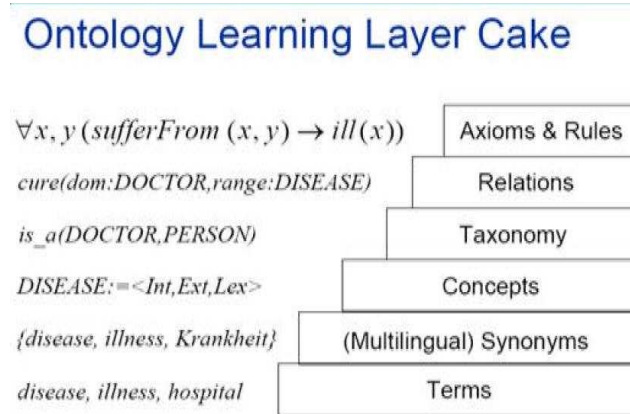 Ontology Learning Layer Cake
∀x, y (sufferFrom (x, y) → ill(x)) Axioms & Rules
cure(dom:DOCTOR,range:DISEASE) Relations
is_a(DOCTOR,PERSON) Taxonomy
DISEASE:=<Int,Ext,Lex> Concepts
{disease, illness, Krankheit} (Multilingual) Synonyms
disease, illness, hospital Terms